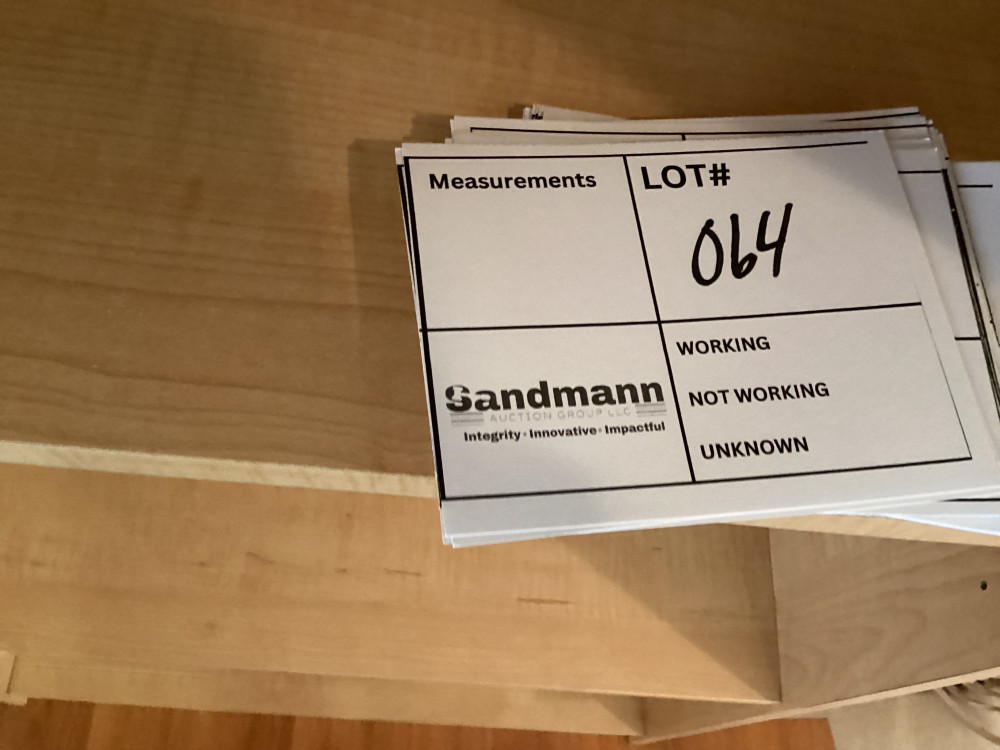 Measurements
LOT#
064
Sandmann
AUCTION GROUP LLC
Integrity • Innovative • Impactful
WORKING
NOT WORKING
UNKNOWN